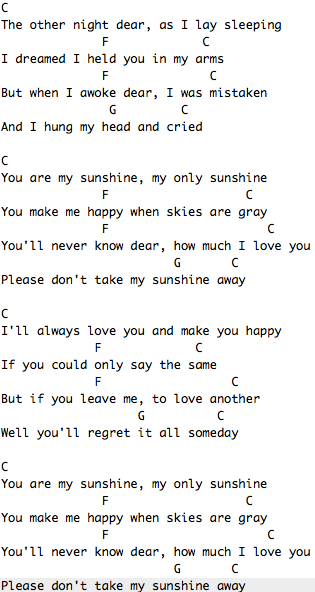 C
The other night dear, as I lay sleeping
F C
I dreamed I held you in my arms
F C
But when I awoke dear, I was mistaken
G C
And I hung my head and cried
C
You are my sunshine, my only sunshine
F C
You make me happy when skies are gray
F C
You'll never know dear, how much I love you
G C
Please don't take my sunshine away
C
I'll always love you and make you happy
F C
If you could only say the same
F C
But if you leave me, to love another
G C
Well you'll regret it all someday
C
You are my sunshine, my only sunshine
F C
You make me happy when skies are gray
F C
You'll never know dear, how much I love you
G C
Please don't take my sunshine away